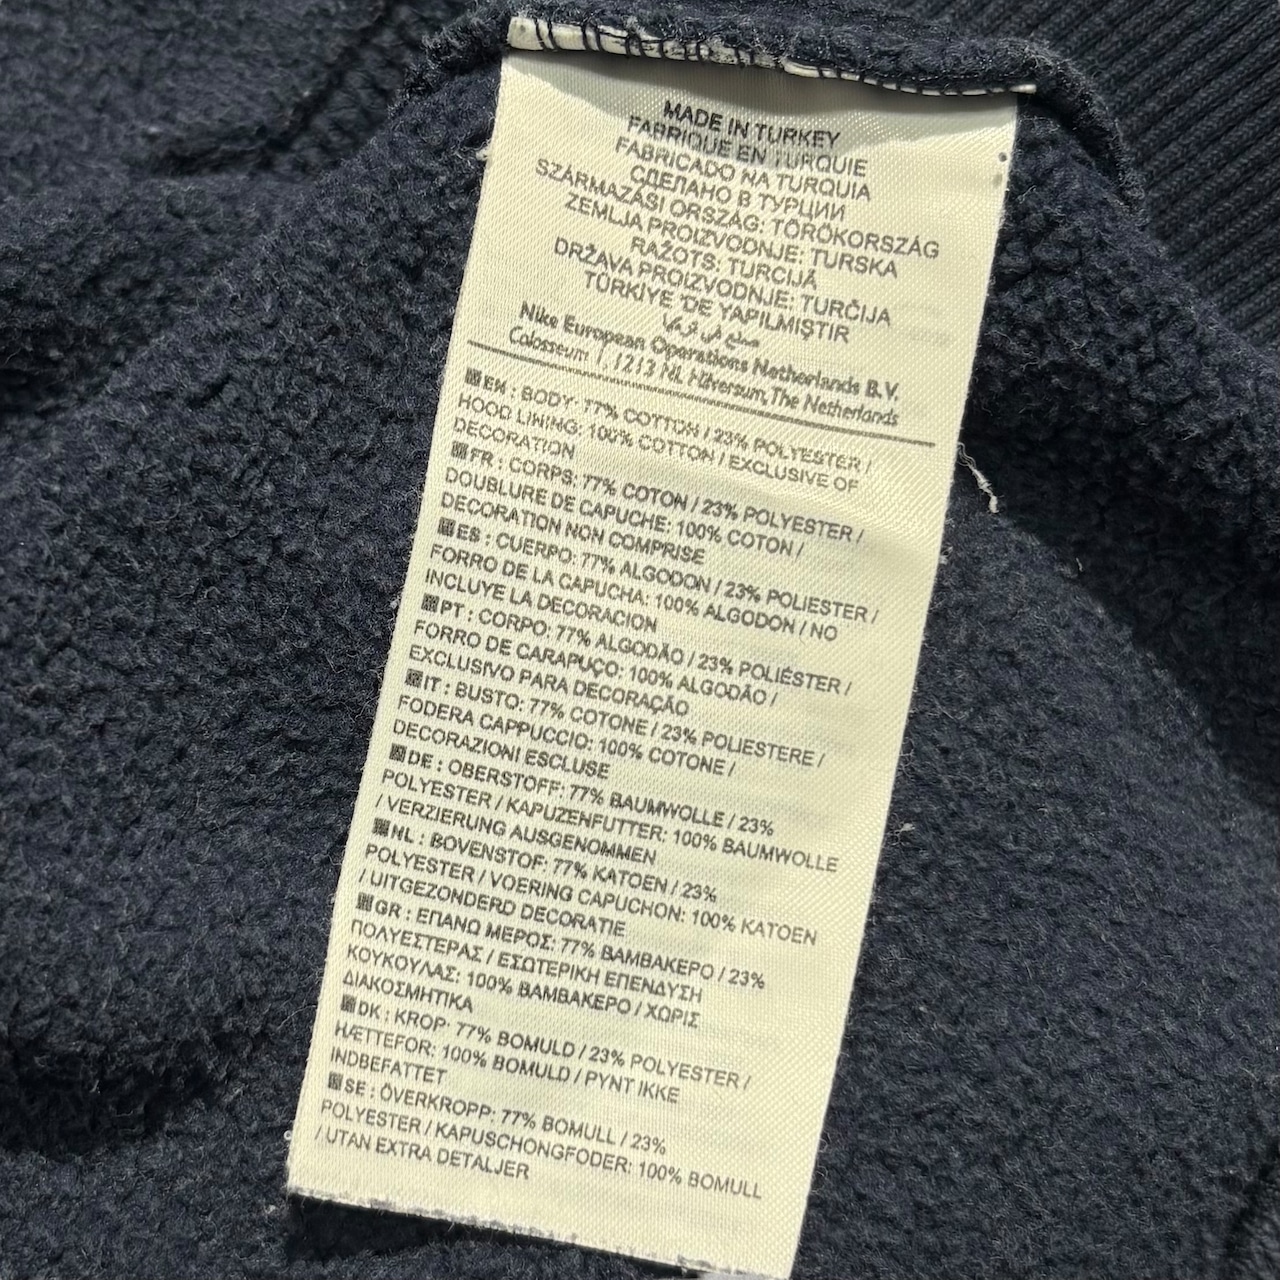 MADE IN TURKEY
FABRIQUE EN TURQUIE
FABRICADO NA TURQUIA
СДЕЛАНО В ТУРЦИИ
SZÁRMAZÁSI ORSZÁG: TÖRÖKORSZÁG
ZEMLJA PROIZVODNJE: TURSKA
RAŽOTS: TURCIJĀ
DRŽAVA PROIZVODNJE: TURČIJA
TÜRKİYE 'DE YAPILMIŞTIR
صنع في تركيا
Nike European Operations Netherlands B.V.
Colosseum 1, 1213 NL Hilversum, The Netherlands
EN : BODY: 77% COTTON / 23% POLYESTER /
HOOD LINING: 100% COTTON / EXCLUSIVE OF
DECORATION
FR : CORPS: 77% COTON / 23% POLYESTER /
DOUBLURE DE CAPUCHE: 100% COTON /
DECORATION NON COMPRISE
ES : CUERPO: 77% ALGODON / 23% POLIESTER /
FORRO DE LA CAPUCHA: 100% ALGODON / NO
INCLUYE LA DECORACION
PT : CORPO: 77% ALGODÃO / 23% POLIÉSTER /
FORRO DE CARAPUÇO: 100% ALGODÃO /
EXCLUSIVO PARA DECORAÇÃO
IT : BUSTO: 77% COTONE / 23% POLIESTERE /
FODERA CAPPUCCIO: 100% COTONE /
DECORAZIONI ESCLUSE
DE : OBERSTOFF: 77% BAUMWOLLE / 23%
POLYESTER / KAPUZENFUTTER: 100% BAUMWOLLE
/ VERZIERUNG AUSGENOMMEN
NL : BOVENSTOF: 77% KATOEN / 23%
POLYESTER / VOERING CAPUCHON: 100% KATOEN
/ UITGEZONDERD DECORATIE
GR : ΕΠΑΝΩ ΜΕΡΟΣ: 77% ΒΑΜΒΑΚΕΡΟ / 23%
ΠΟΛΥΕΣΤΕΡΑΣ / ΕΣΩΤΕΡΙΚΗ ΕΠΕΝΔΥΣΗ
ΚΟΥΚΟΥΛΑΣ: 100% ΒΑΜΒΑΚΕΡΟ / ΧΩΡΙΣ
ΔΙΑΚΟΣΜΗΤΙΚΑ
DK : KROP: 77% BOMULD / 23% POLYESTER /
HÆTTEFOR: 100% BOMULD / PYNT IKKE
INDBEFATTET
SE : ÖVERKROPP: 77% BOMULL / 23%
POLYESTER / KAPUSCHONGFODER: 100% BOMULL
/ UTAN EXTRA DETALJER